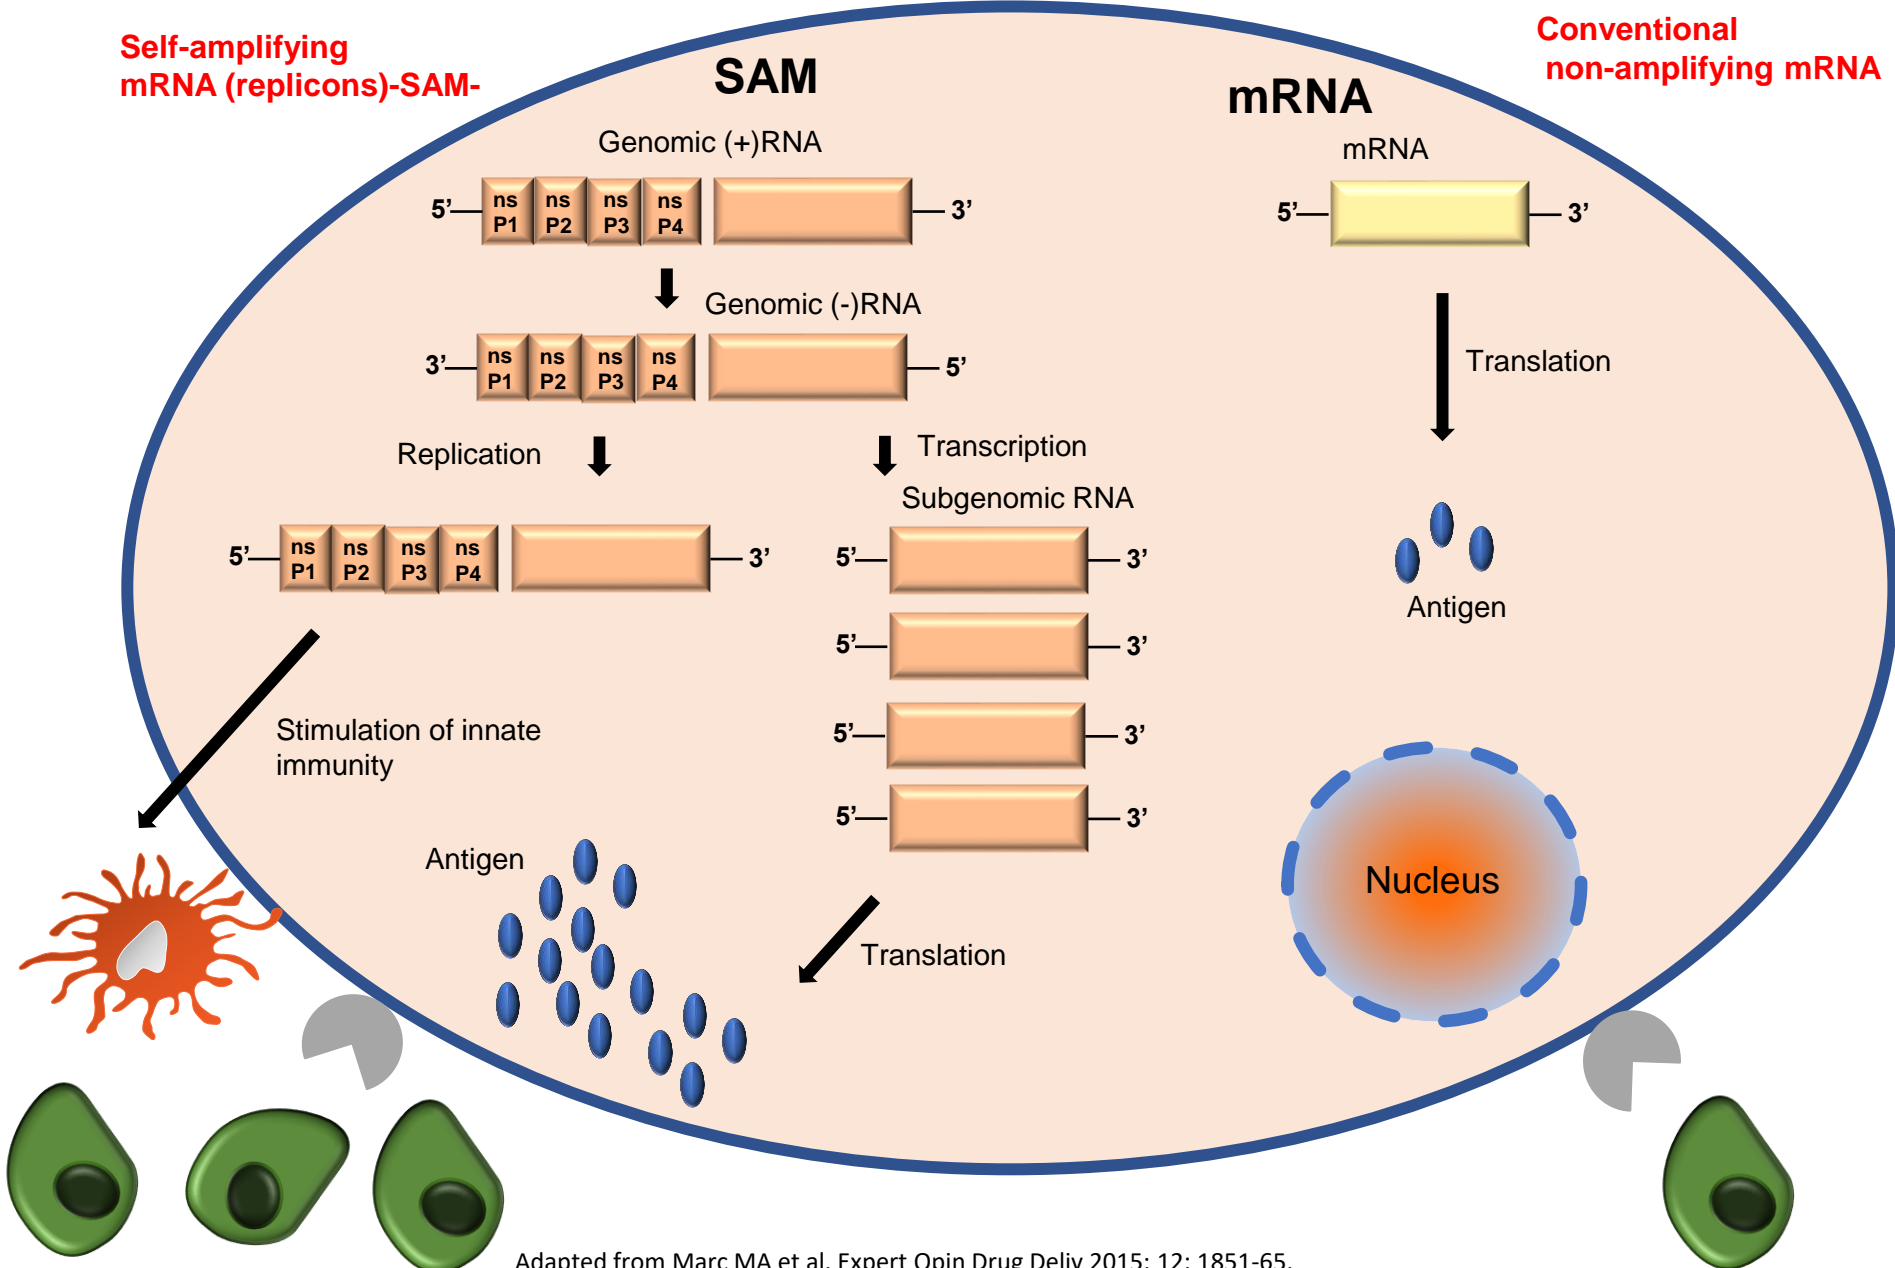 Self-amplifying
mRNA (replicons)-SAM-
SAM
Conventional
non-amplifying mRNA
mRNA
Genomic (+)RNA
5’ ns P1 ns P2 ns P3 ns P4 3’
Genomic (-)RNA
3’ ns P1 ns P2 ns P3 ns P4 5’
Replication
Transcription
5’ ns P1 ns P2 ns P3 ns P4 3’
Subgenomic RNA
5’ 3’
5’ 3’
5’ 3’
5’ 3’
Stimulation of innate
immunity
Antigen
Translation
mRNA
5’ 3’
Translation
Antigen
Nucleus
Adapted from Marc MA et al. Expert Opin Drug Deliv 2015; 12: 1851-65.